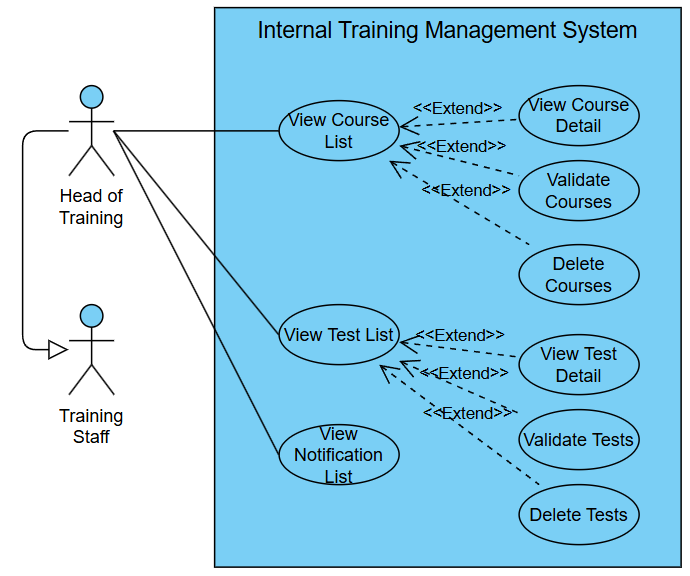 Internal Training Management System
Head of
Training
Training
Staff
View Course
List
<<Extend>>
View Course
Detail
<<Extend>>
Validate
Courses
<<Extend>>
Delete
Courses
View Test List
<<Extend>>
View Test
Detail
<<Extend>>
Validate Tests
<<Extend>>
Delete Tests
View
Notification
List